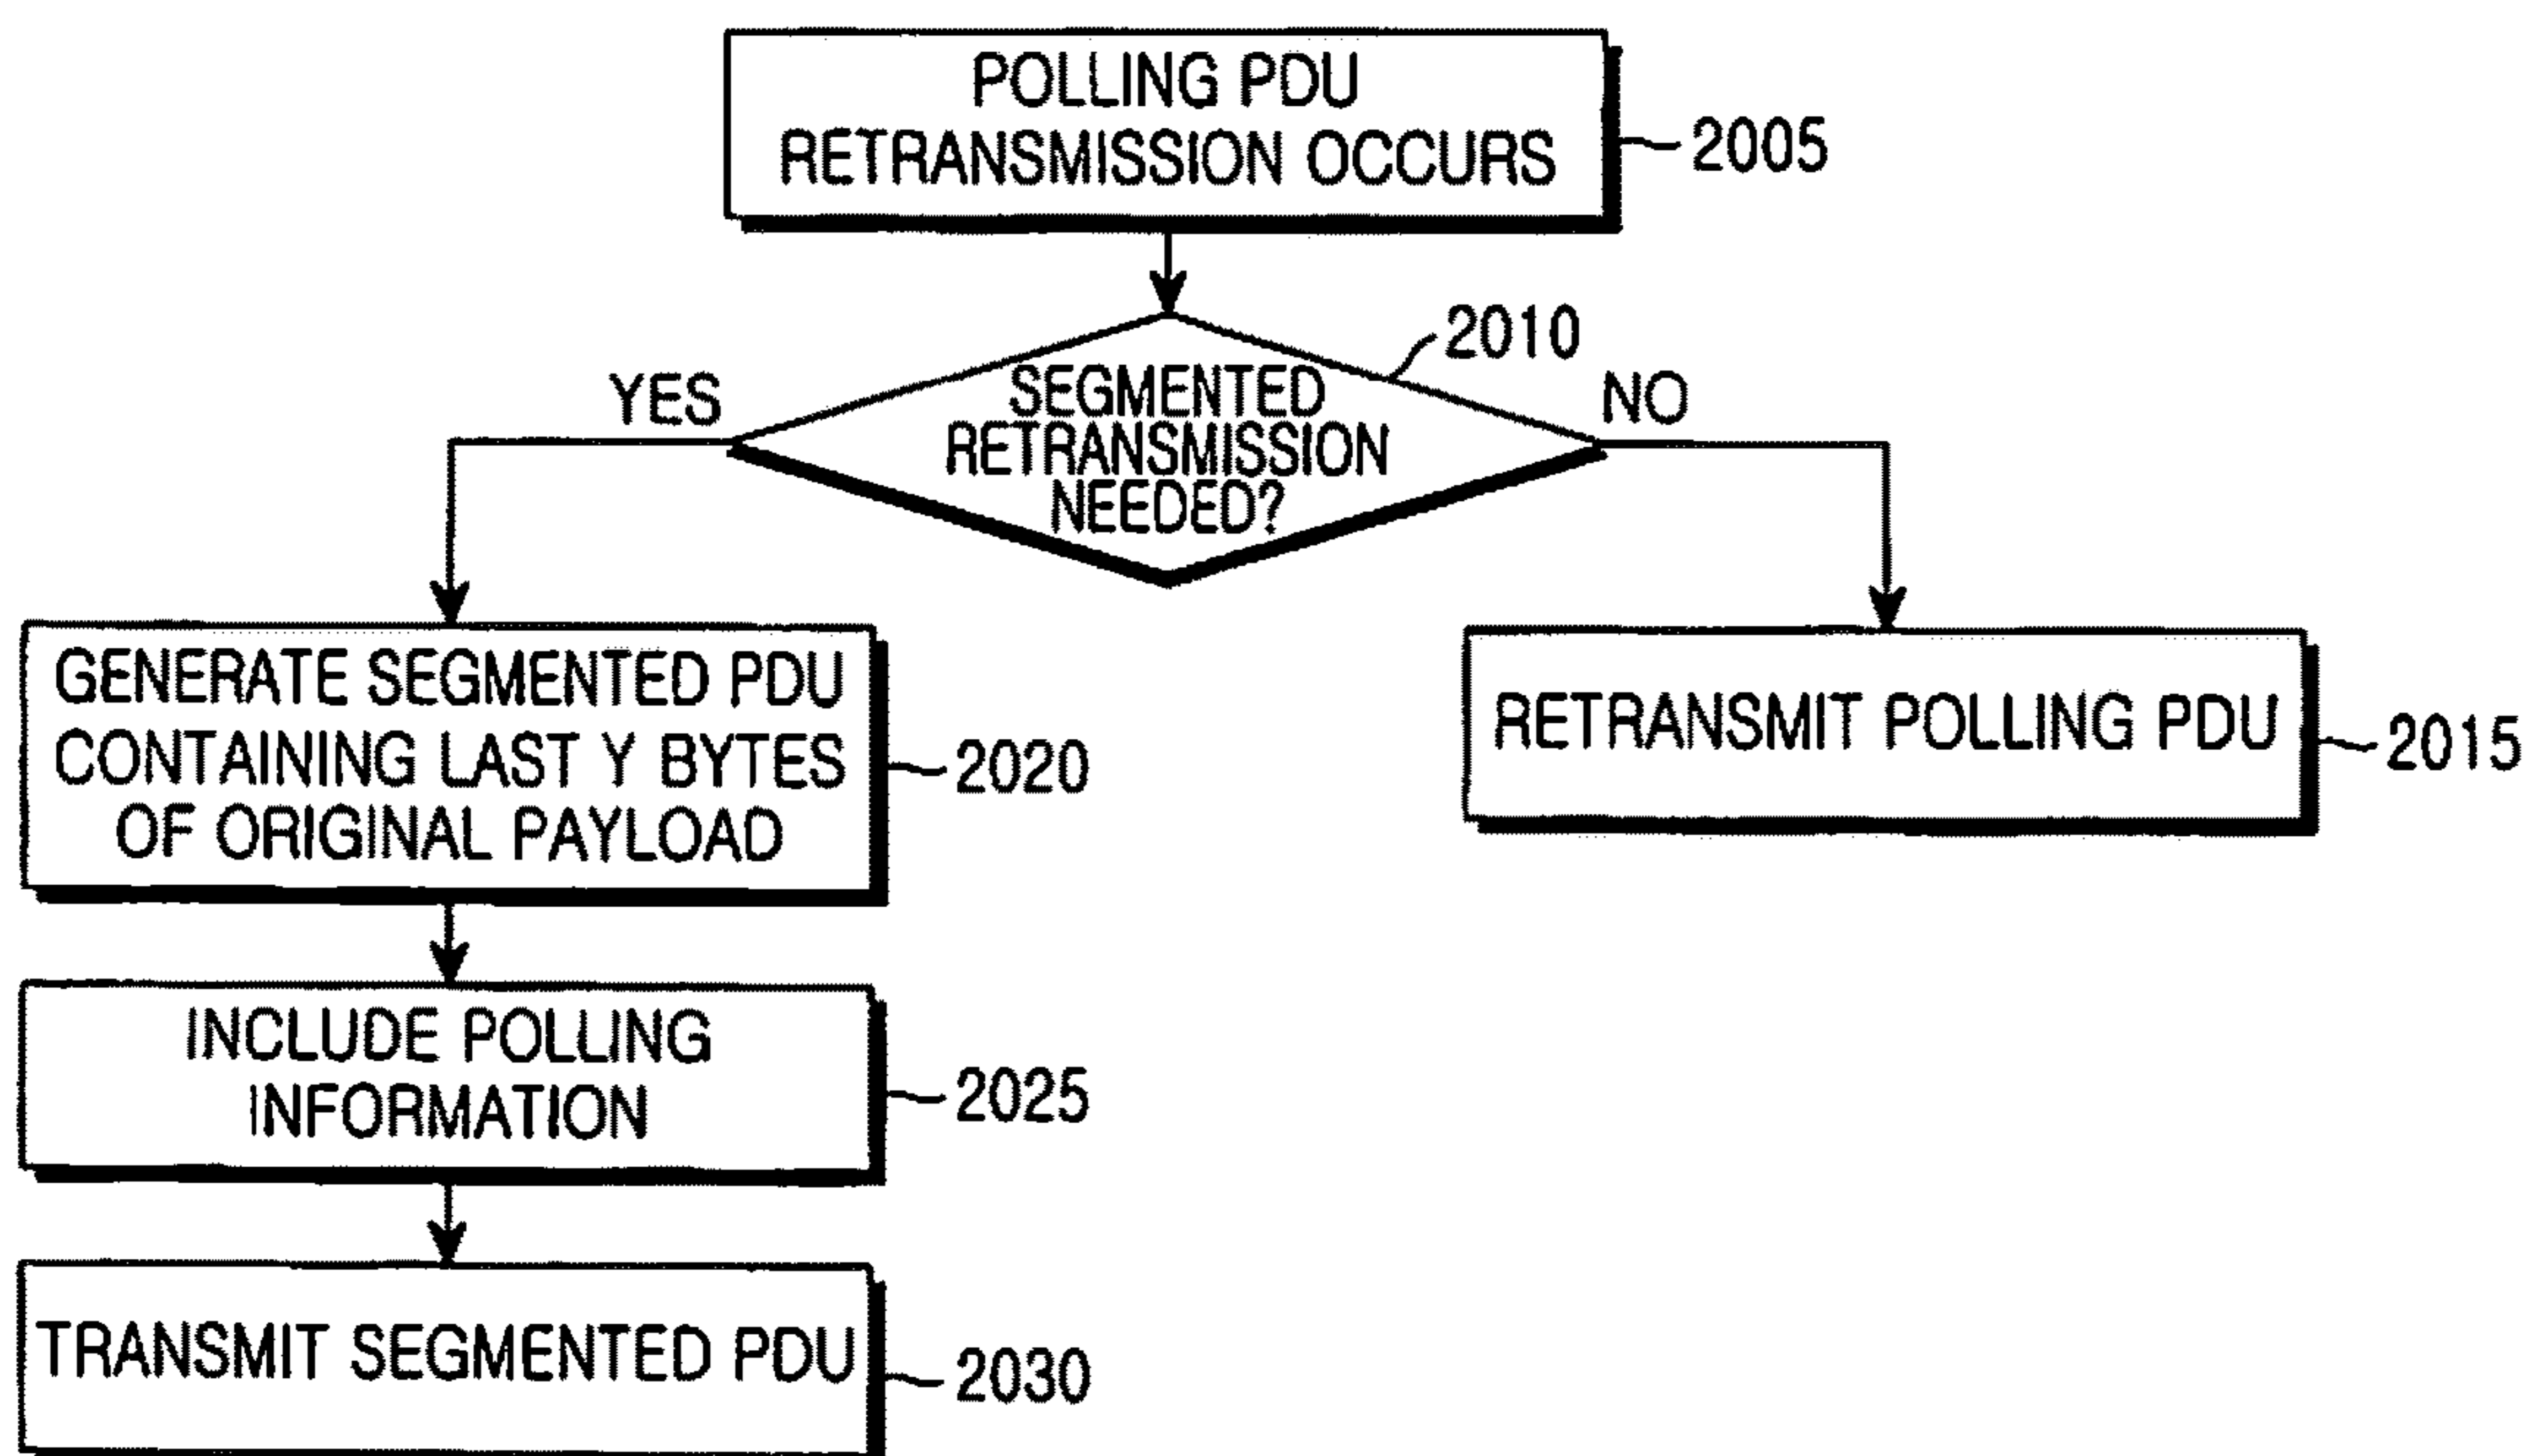 POLLING PDU
RETRANSMISSION OCCURS
2005
2010
YES
SEGMENTED
NO
RETRANSMISSION
NEEDED?
GENERATE SEGMENTED PDU
CONTAINING LAST Y BYTES
OF ORIGINAL PAYLOAD
2020
RETRANSMIT POLLING PDU
2015
INCLUDE POLLING
INFORMATION
2025
TRANSMIT SEGMENTED PDU
2030